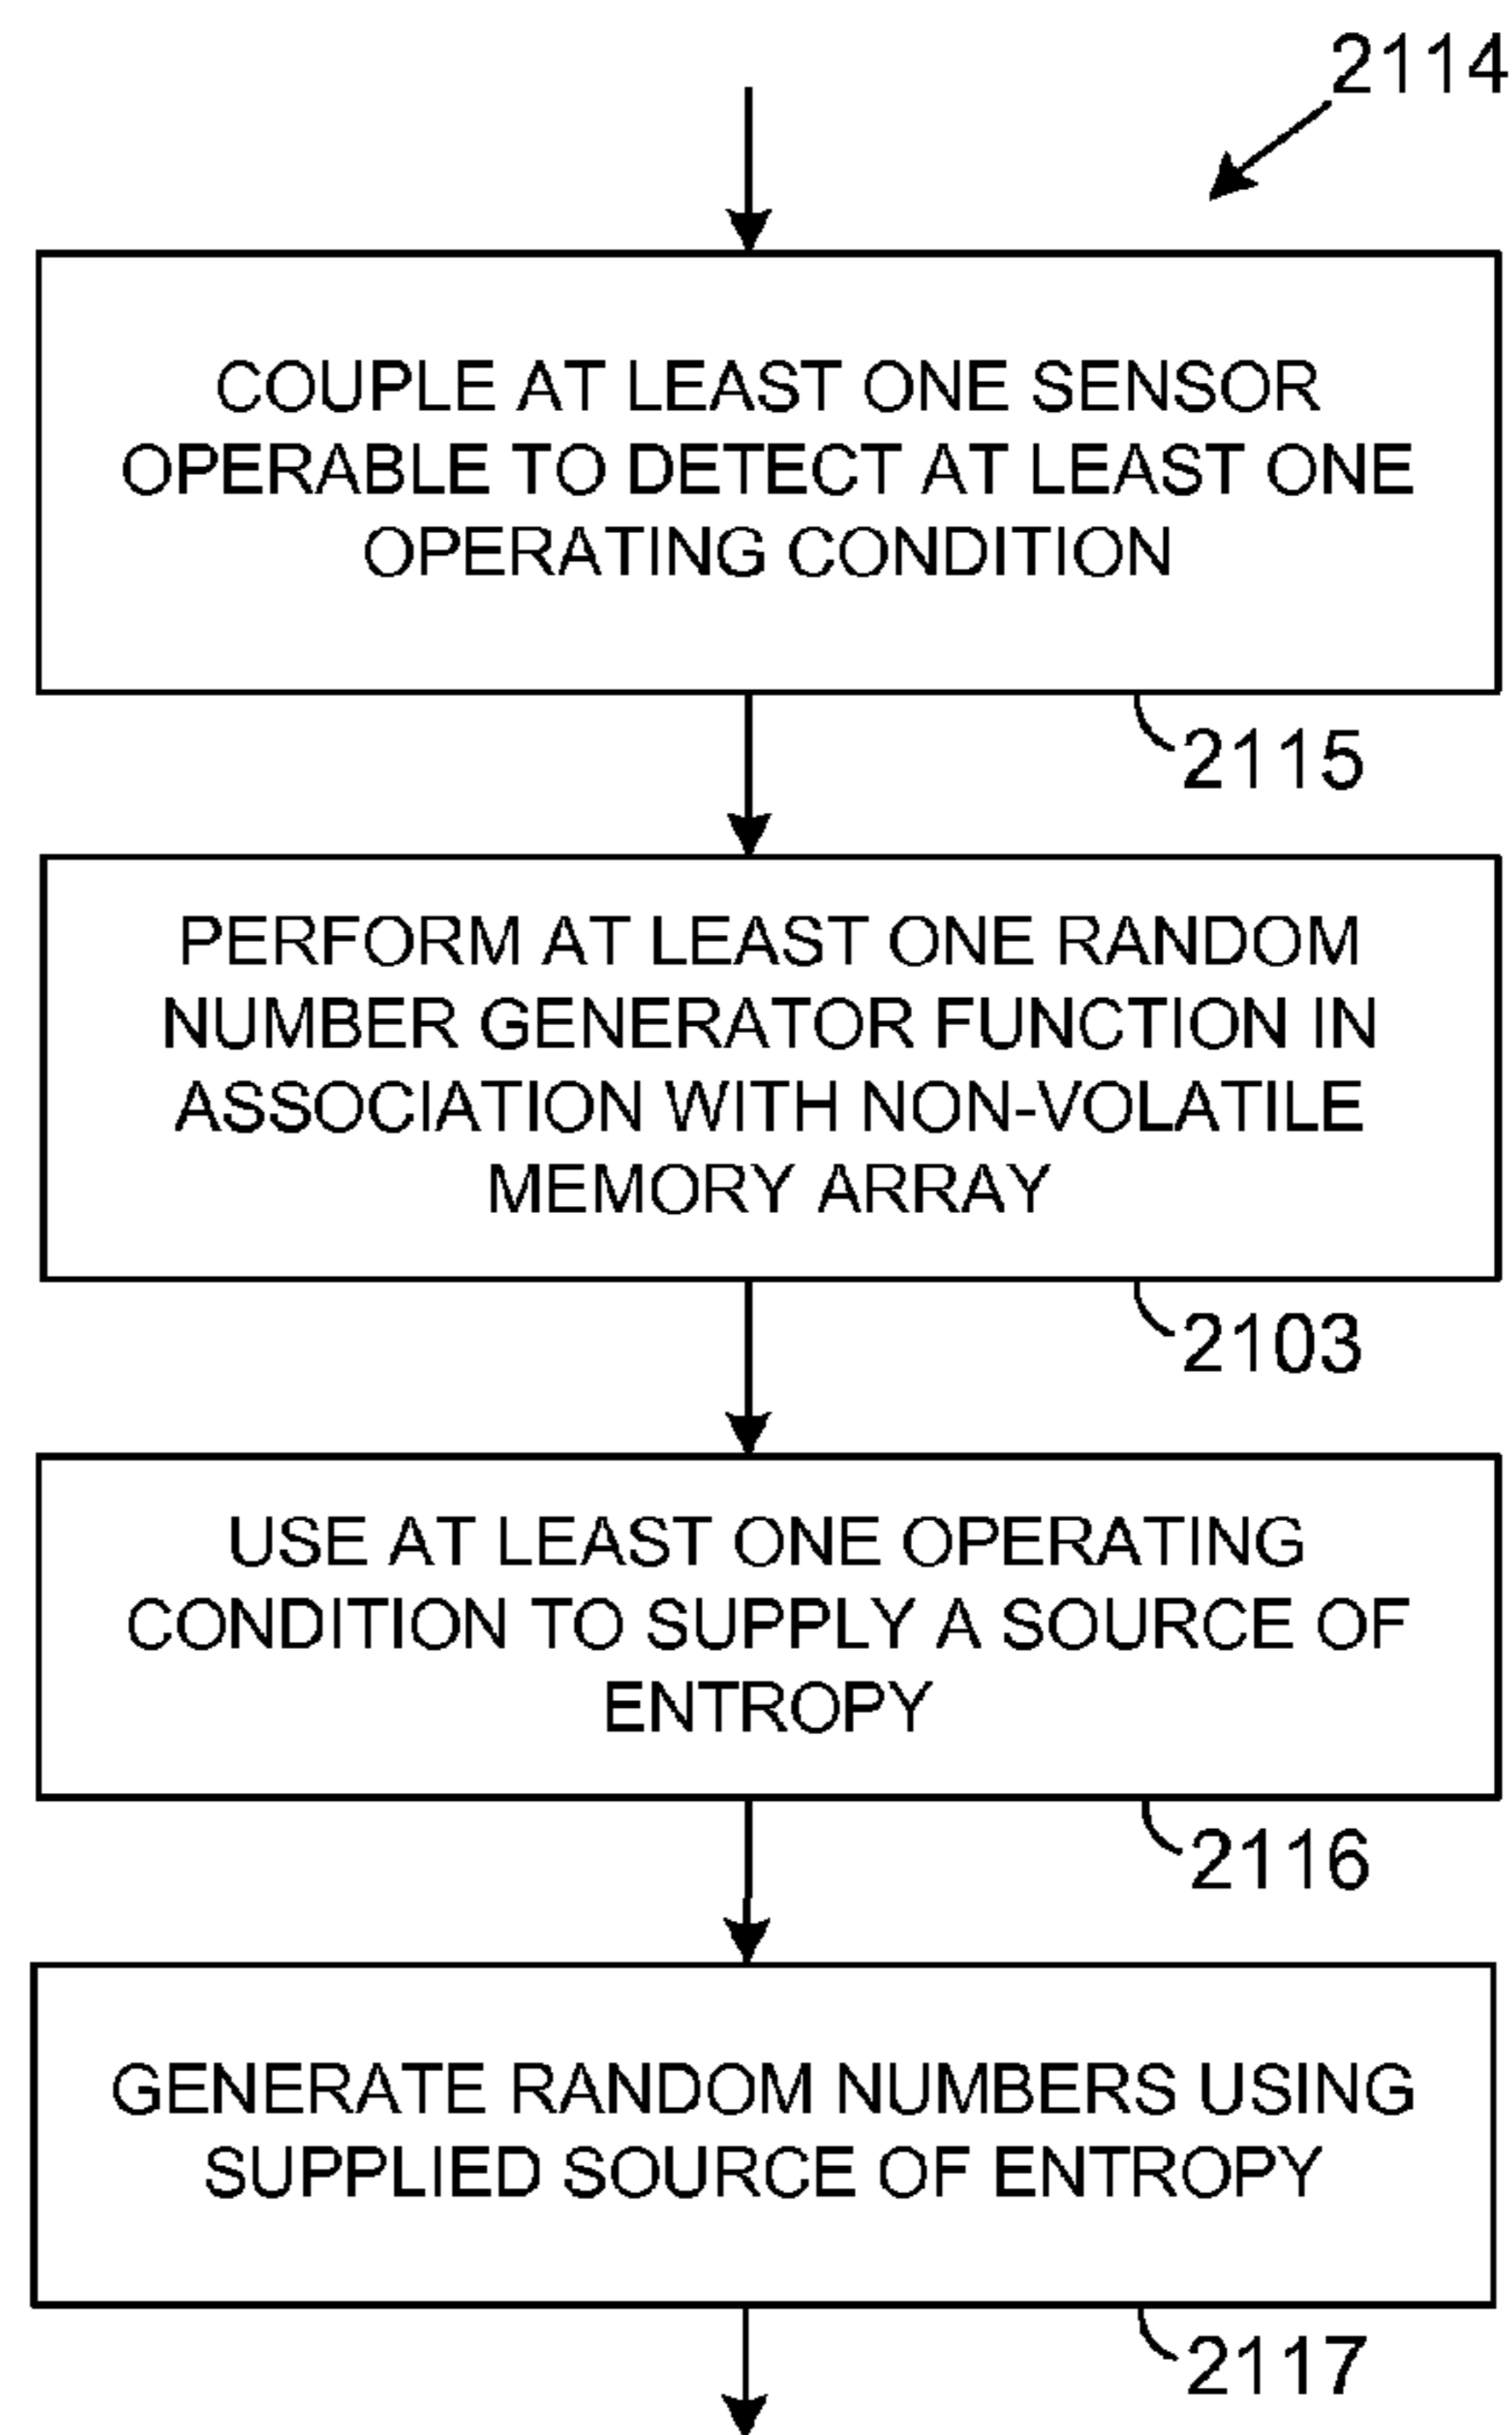 2114
COUPLE AT LEAST ONE SENSOR
OPERABLE TO DETECT AT LEAST ONE
OPERATING CONDITION
2115
PERFORM AT LEAST ONE RANDOM
NUMBER GENERATOR FUNCTION IN
ASSOCIATION WITH NON-VOLATILE
MEMORY ARRAY
2103
USE AT LEAST ONE OPERATING
CONDITION TO SUPPLY A SOURCE OF
ENTROPY
2116
GENERATE RANDOM NUMBERS USING
SUPPLIED SOURCE OF ENTROPY
2117